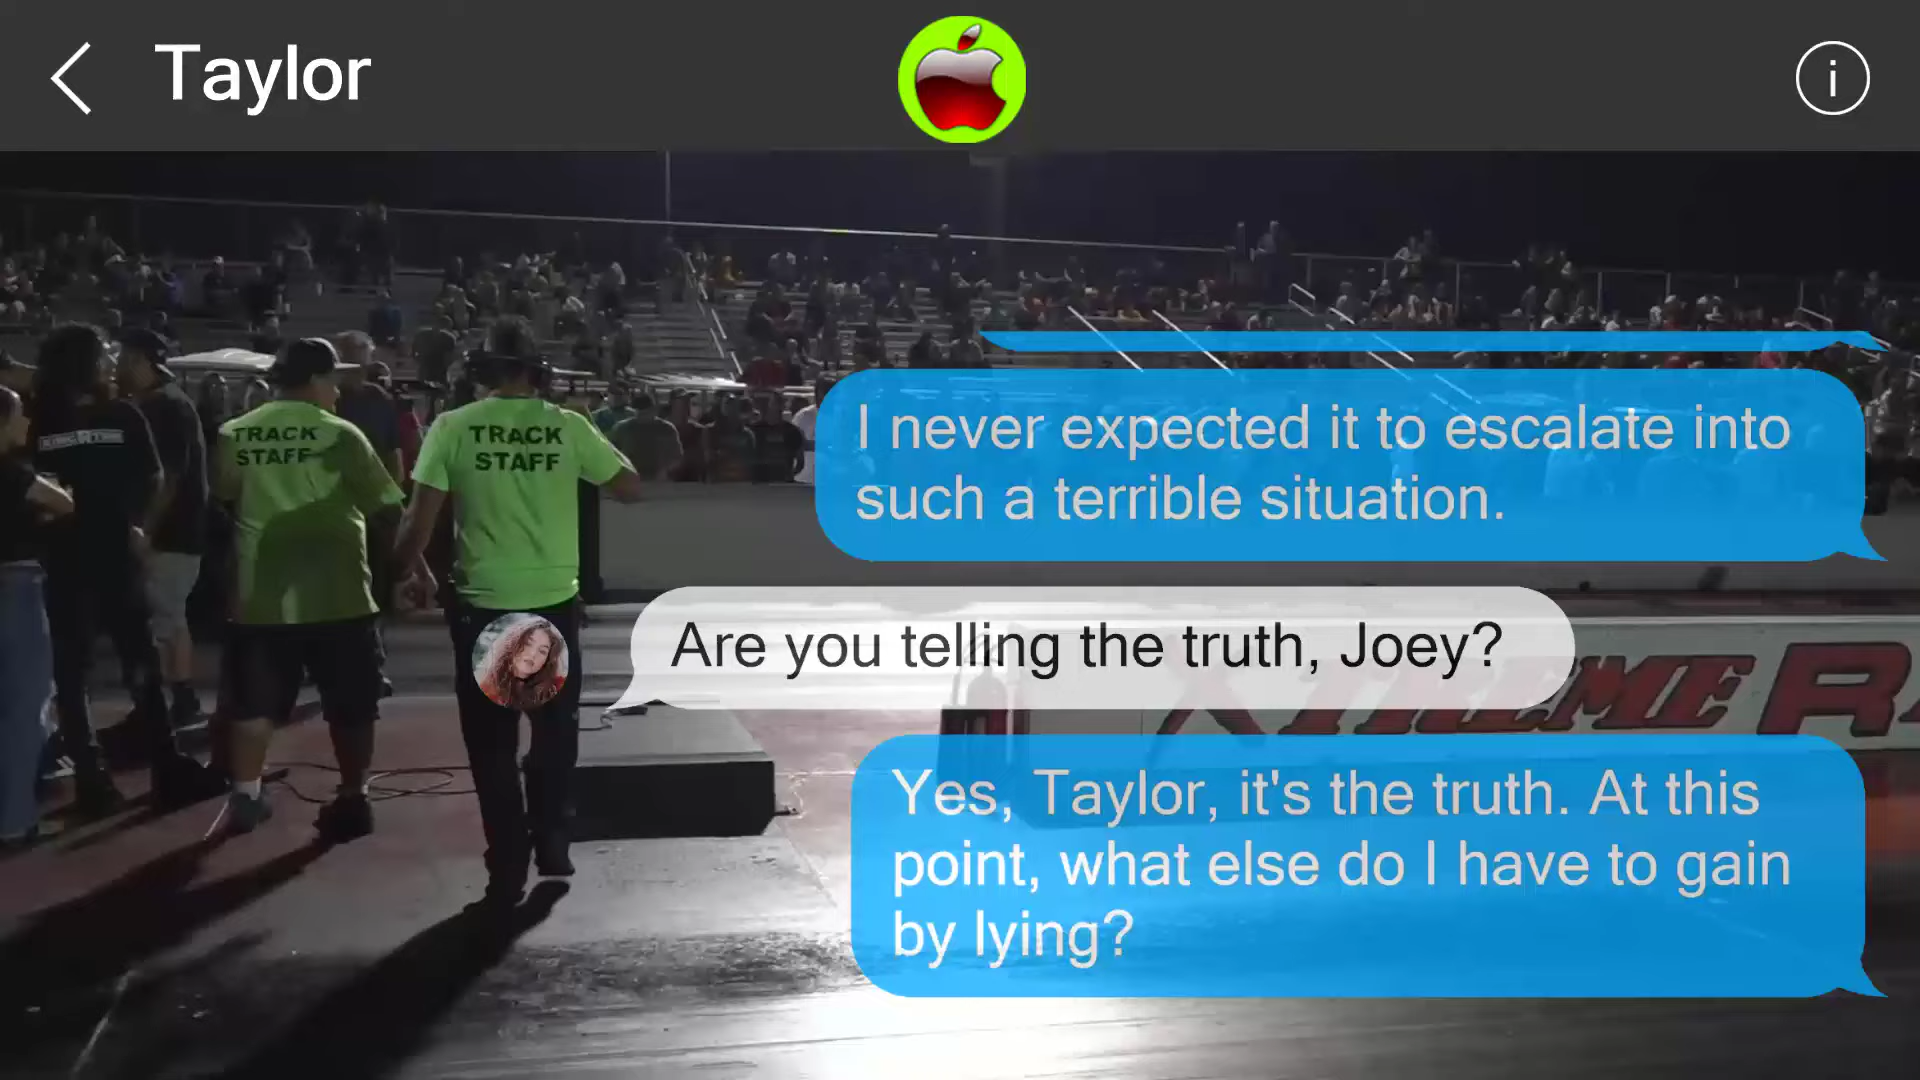 Taylor
i
TRACK
STAFF
TRACK
STAFF
I never expected it to escalate into
such a terrible situation.
Are you telling the truth, Joey?
Yes, Taylor, it's the truth. At this
point, what else do I have to gain
by lying?